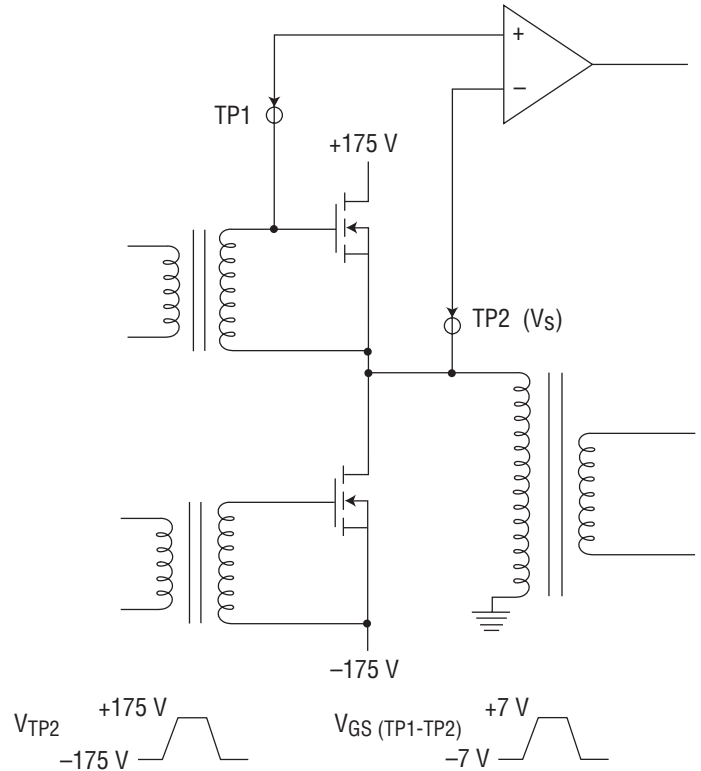 +
−
TP1
+175 V
TP2 (VS)
−175 V
VTP2
+175 V
−175 V
VGS (TP1-TP2)
+7 V
−7 V